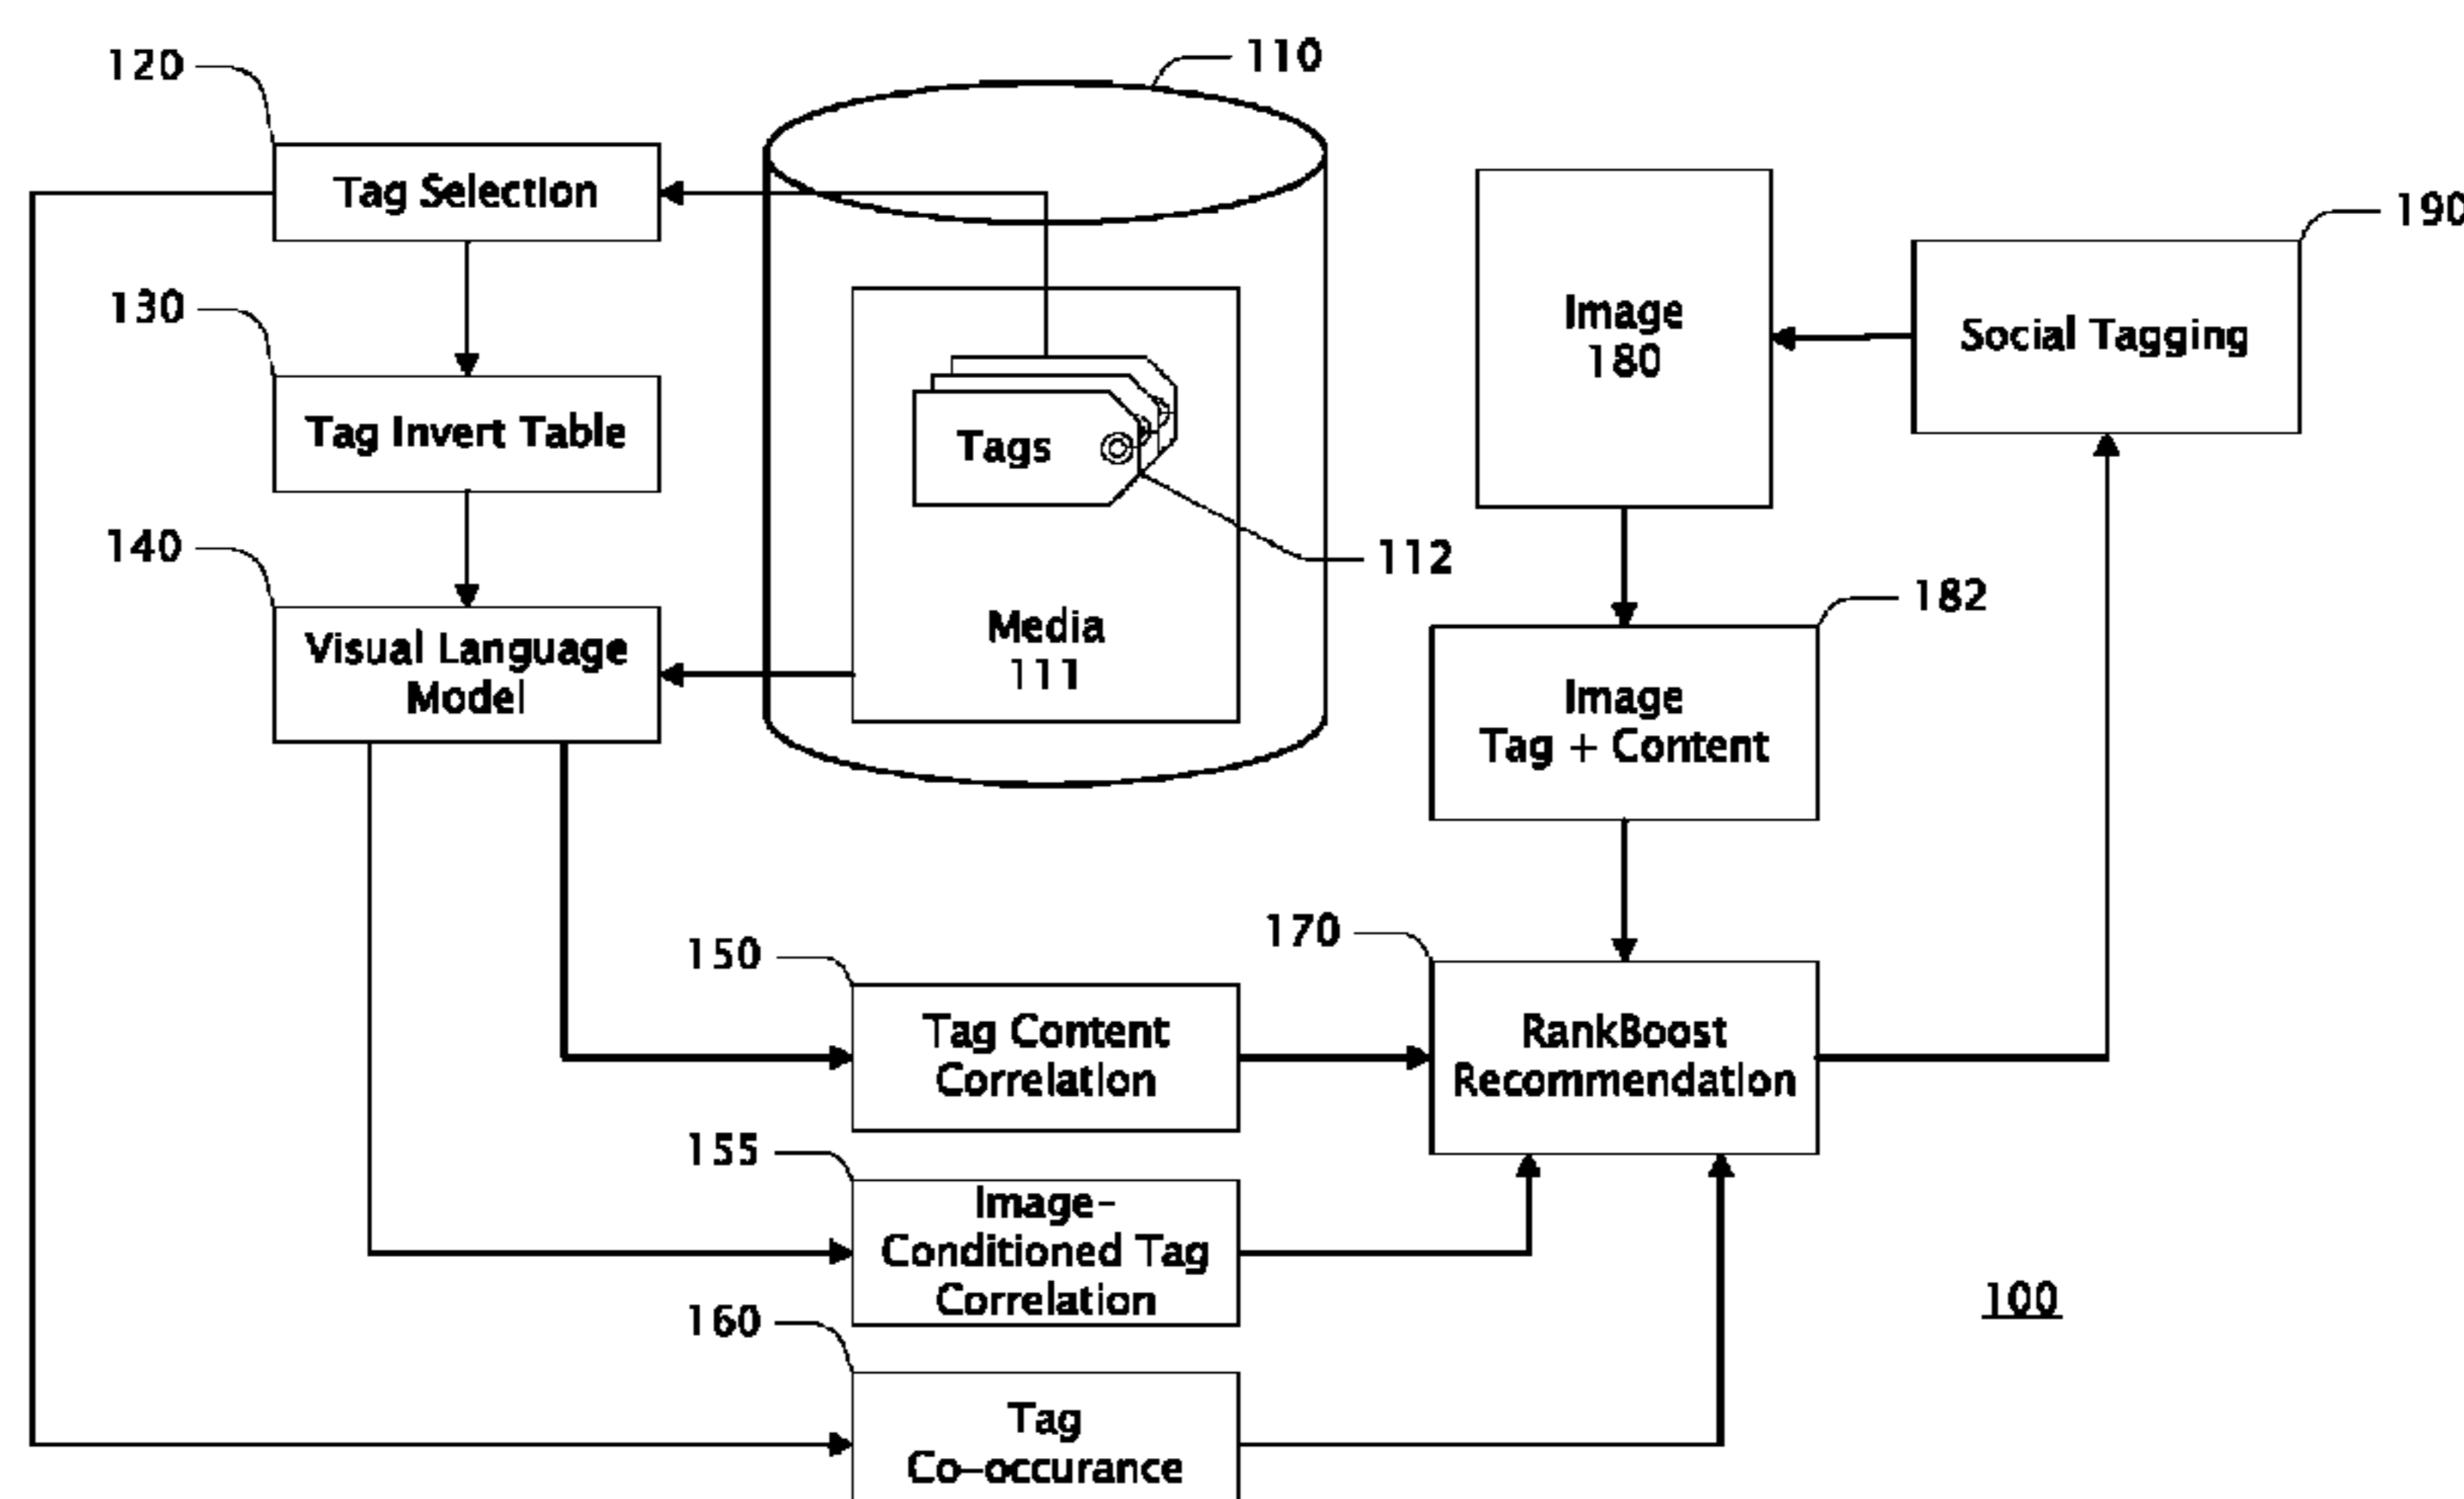 120
110
Tag Selection
190
130
Image
180
Social Tagging
Tag Invert Table
Tags
112
140
182
Visual Language
Model
Media
111
Image
Tag + Content
150
170
Tag Content
Correlation
RankBoost
Recommendation
155
Image-
Conditioned Tag
Correlation
160
100
Tag
Co-occurance